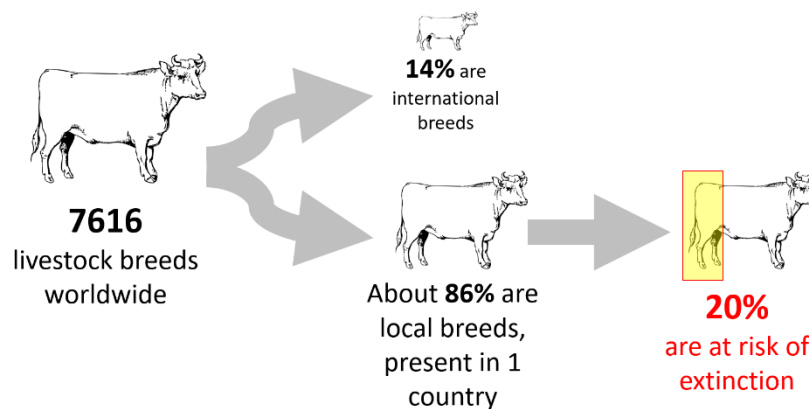 7616
livestock breeds
worldwide
14% are
international
breeds
About 86% are
local breeds,
present in 1
country
20%
are at risk of
extinction